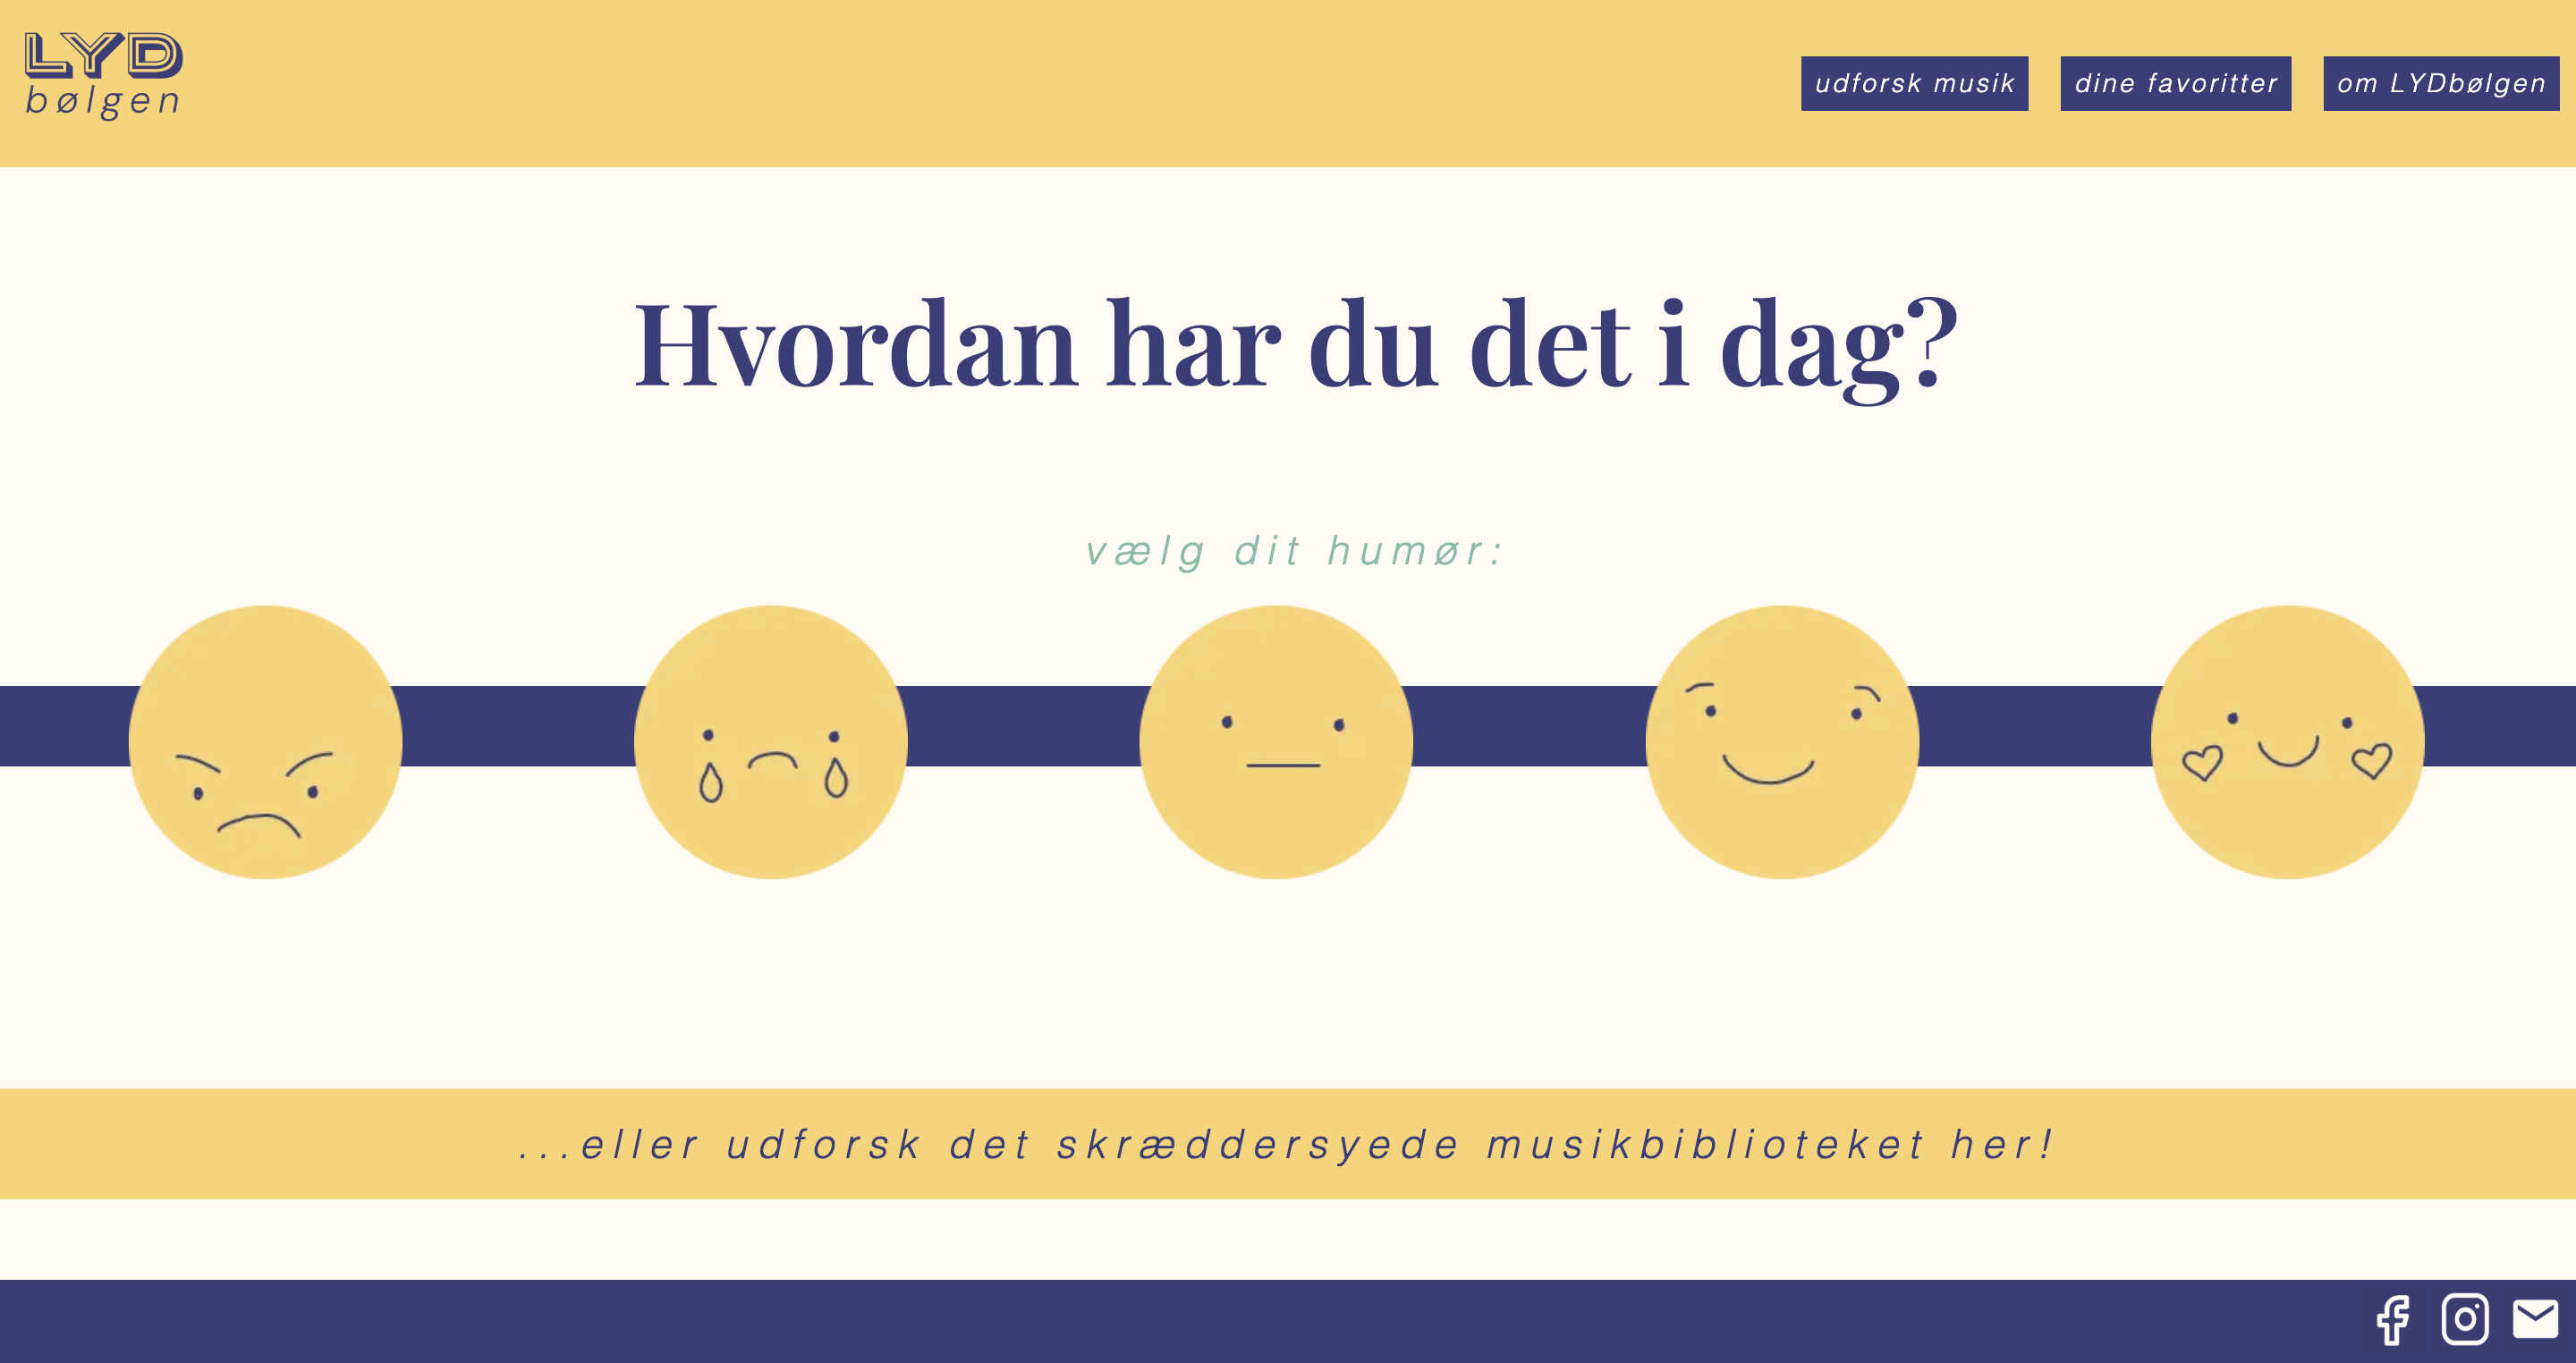 LYD
bølgen
udforsk musik
dine favoritter
om LYDbølgen
Hvordan har du det i dag?
vælg dit humør:
...eller udforsk det skræddersyede musikbiblioteket her!